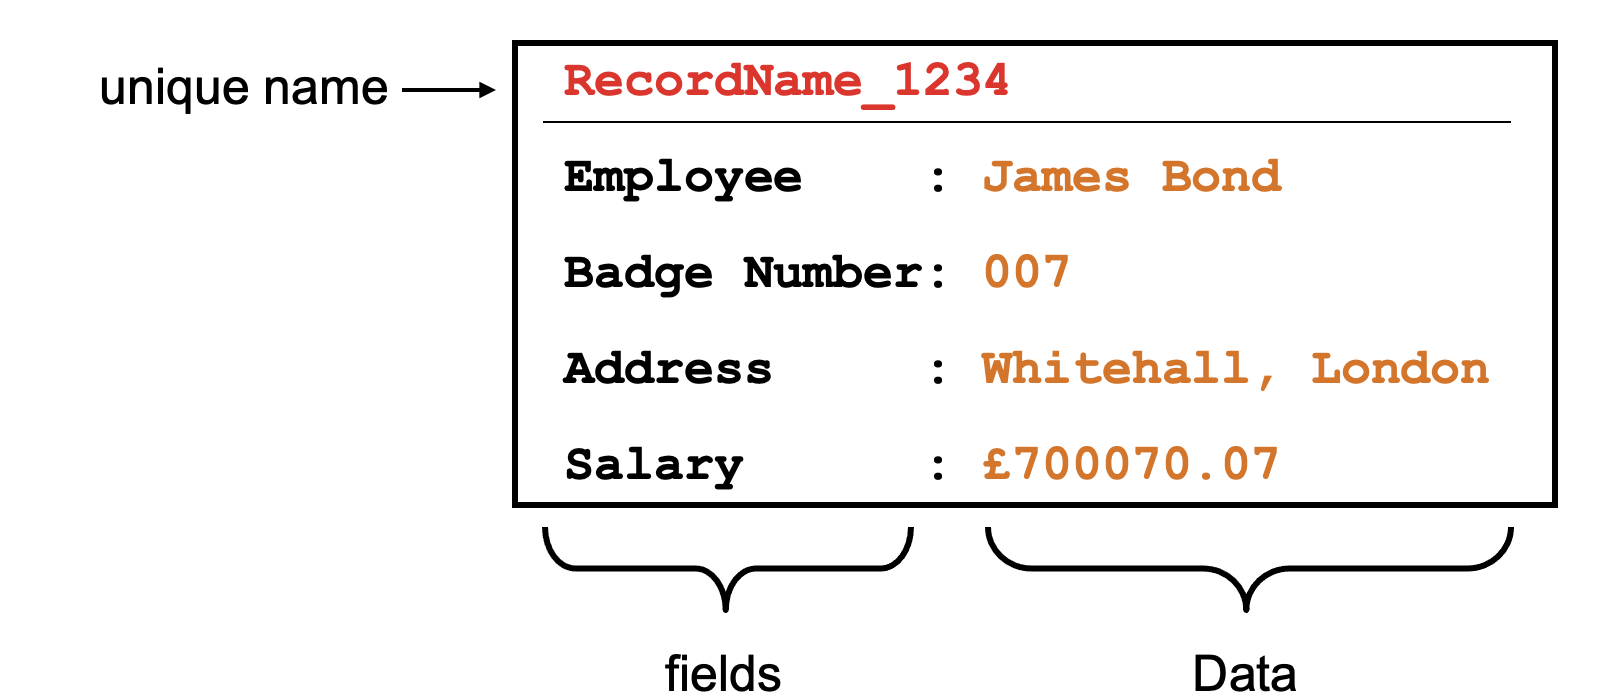 unique name
RecordName_1234
Employee : James Bond
Badge Number: 007
Address : Whitehall, London
Salary : £700070.07
fields
Data